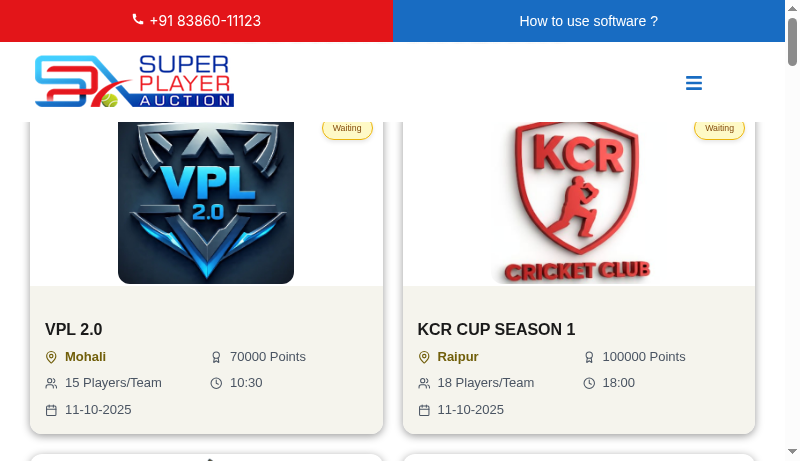 +91 83860-11123
How to use software ?
SUPER
PLAYER
AUCTION
Waiting
VPL
2.0
Waiting
KCR
CRICKET CLUB
VPL 2.0
Mohali
70000 Points
15 Players/Team
10:30
11-10-2025
KCR CUP SEASON 1
Raipur
100000 Points
18 Players/Team
18:00
11-10-2025